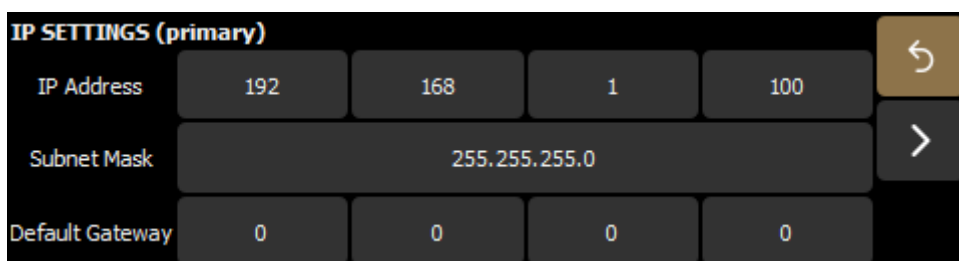 IP SETTINGS (primary)
IP Address 192 168 1 100
Subnet Mask 255.255.255.0
Default Gateway 0 0 0 0